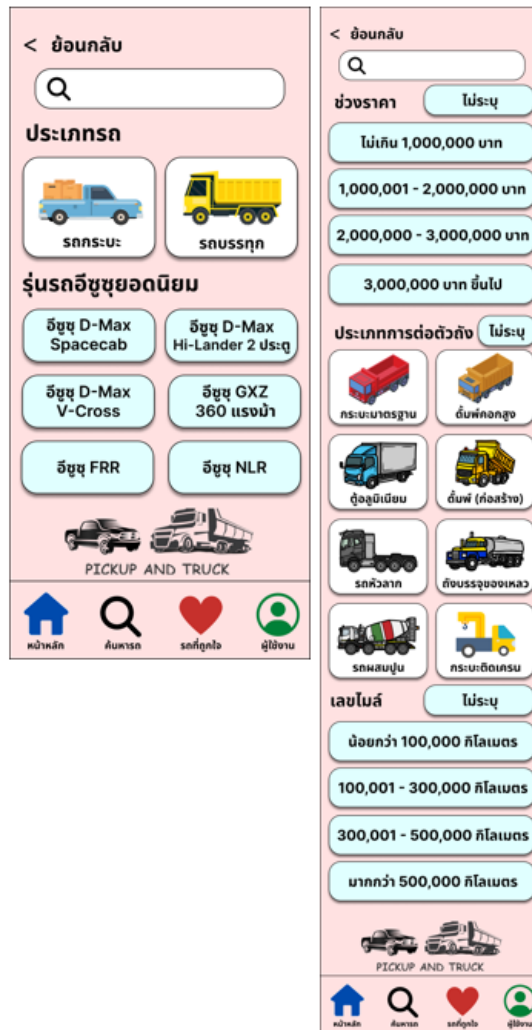 < ย้อนกลับ
ประเภทรถ
รถกระบะ
รถบรรทุก
รุ่นรถอีซูซุยอดนิยม
อีซูซุ D-Max
Spacecab
อีซูซุ D-Max
Hi-Lander 2 ประตู
อีซูซุ D-Max
V-Cross
อีซูซุ GXZ
360 แรงม้า
อีซูซุ FRR
อีซูซุ NLR
PICKUP AND TRUCK
หน้าหลัก
ค้นหารถ
รถที่ถูกใจ
ผู้ใช้งาน
< ย้อนกลับ
ช่วงราคา
ไม่ระบุ
ไม่เกิน 1,000,000 บาท
1,000,001 - 2,000,000 บาท
2,000,000 - 3,000,000 บาท
3,000,000 บาท ขึ้นไป
ประเภทการต่อตัวถัง
ไม่ระบุ
กระบะมาตรฐาน
ดั้มพ์คอกสูง
ตู้อลูมิเนียม
ดั้มพ์ (ก่อสร้าง)
รถหัวลาก
ถังบรรจุของเหลว
รถผสมปูน
กระบะติดเครน
เลขไมล์
ไม่ระบุ
น้อยกว่า 100,000 กิโลเมตร
100,001 - 300,000 กิโลเมตร
300,001 - 500,000 กิโลเมตร
มากกว่า 500,000 กิโลเมตร
PICKUP AND TRUCK
หน้าหลัก
ค้นหารถ
รถที่ถูกใจ
ผู้ใช้งาน